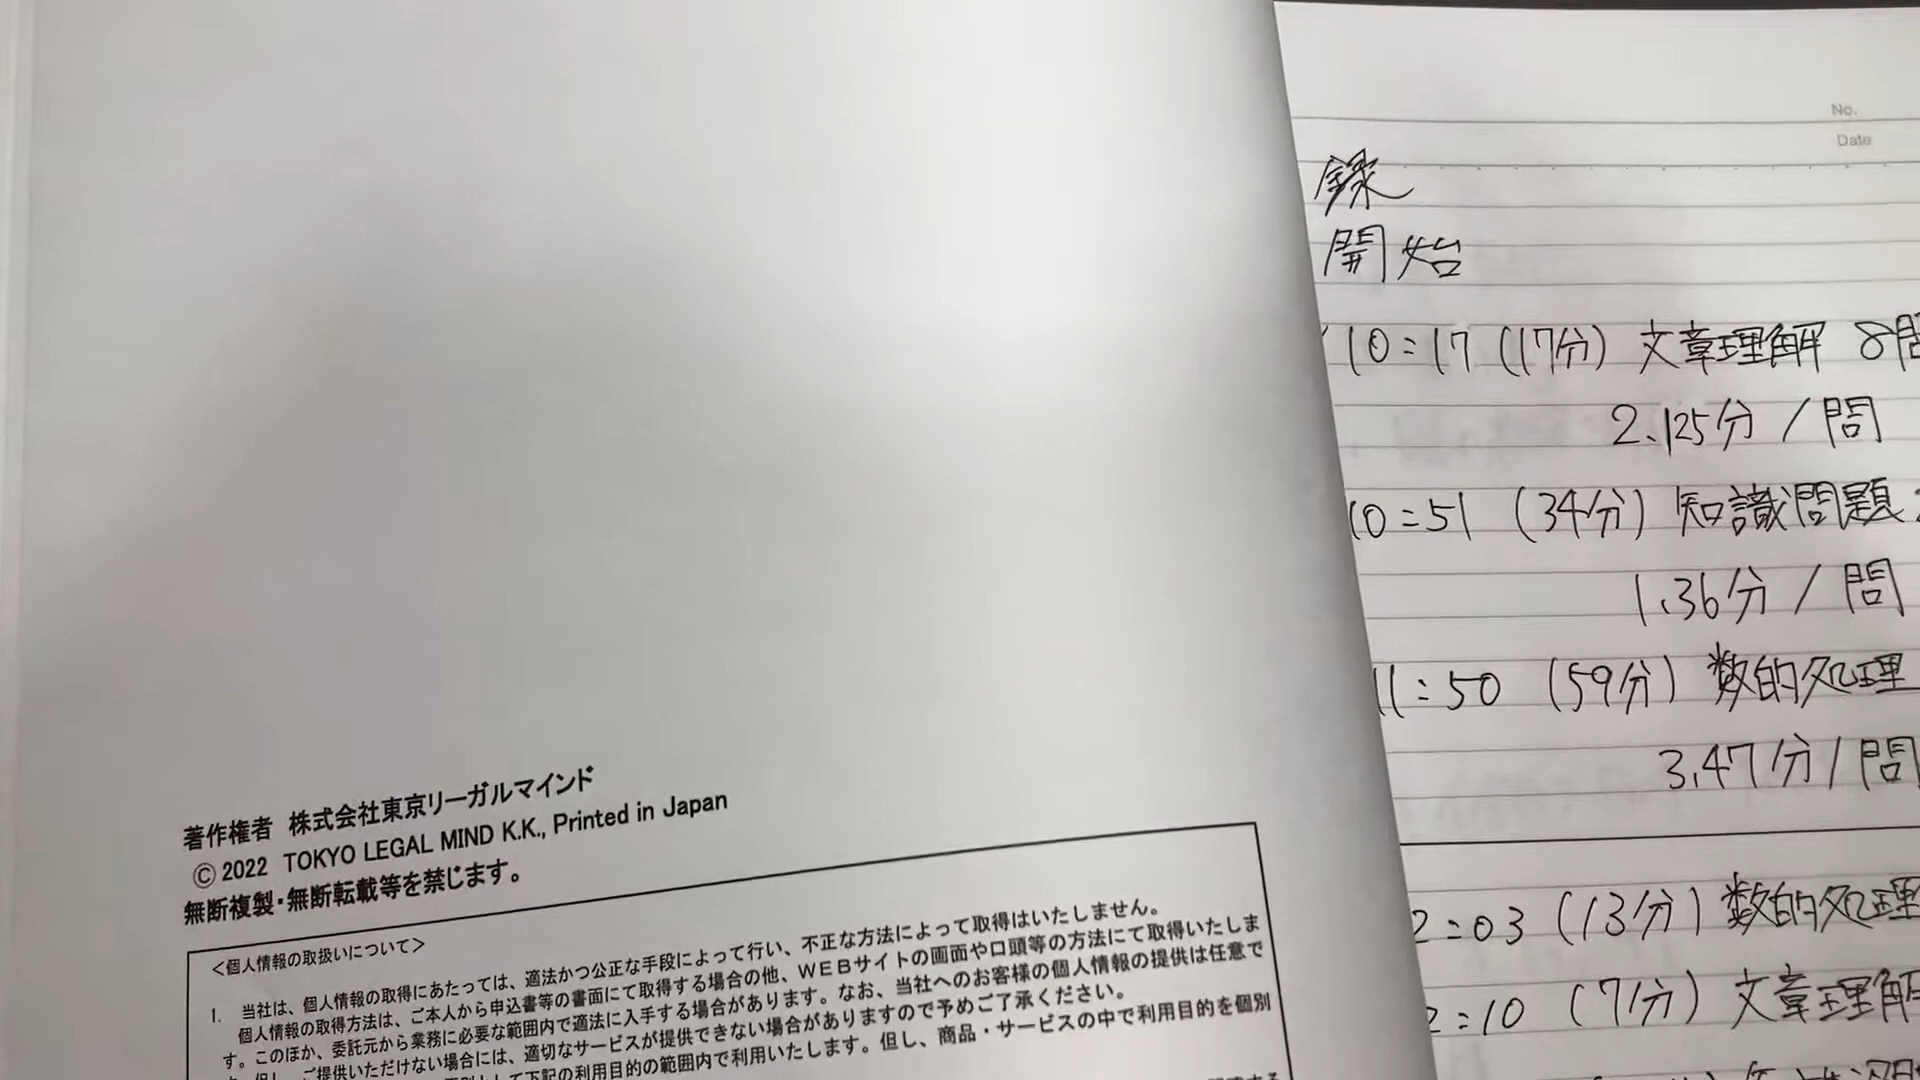 著作権者 株式会社東京リーガルマインド
© 2022 TOKYO LEGAL MIND K.K., Printed in Japan
無断複製・無断転載等を禁じます。
<個人情報の取扱いについて>
1. 当社は、個人情報の取得にあたっては、適法かつ公正な手段によって行い、不正な方法によって取得はいたしません。
個人情報の取得方法は、ご本人から申込書等の書面にて取得する場合の他、WEBサイトの画面や口頭等の方法にて取得いたしま
す。このほか、委託元から業務に必要な範囲内で適法に入手する場合があります。なお、当社へのお客様の個人情報の提供は任意で
ご提供いただけない場合には、適切なサービスが提供できない場合がありますので予めご了承ください。
下記の利用目的の範囲内で利用いたします。但し、商品・サービスの中で利用目的を個別
No.
Date
録
開始
10:17 (17分) 文章理解 8問
2.125分/問
10:51 (34分) 知識問題
1.36分/問
11:50 (59分) 数的処理
3.47分/問
2:03 (13分) 数的処理
2:10 (7分) 文章理解